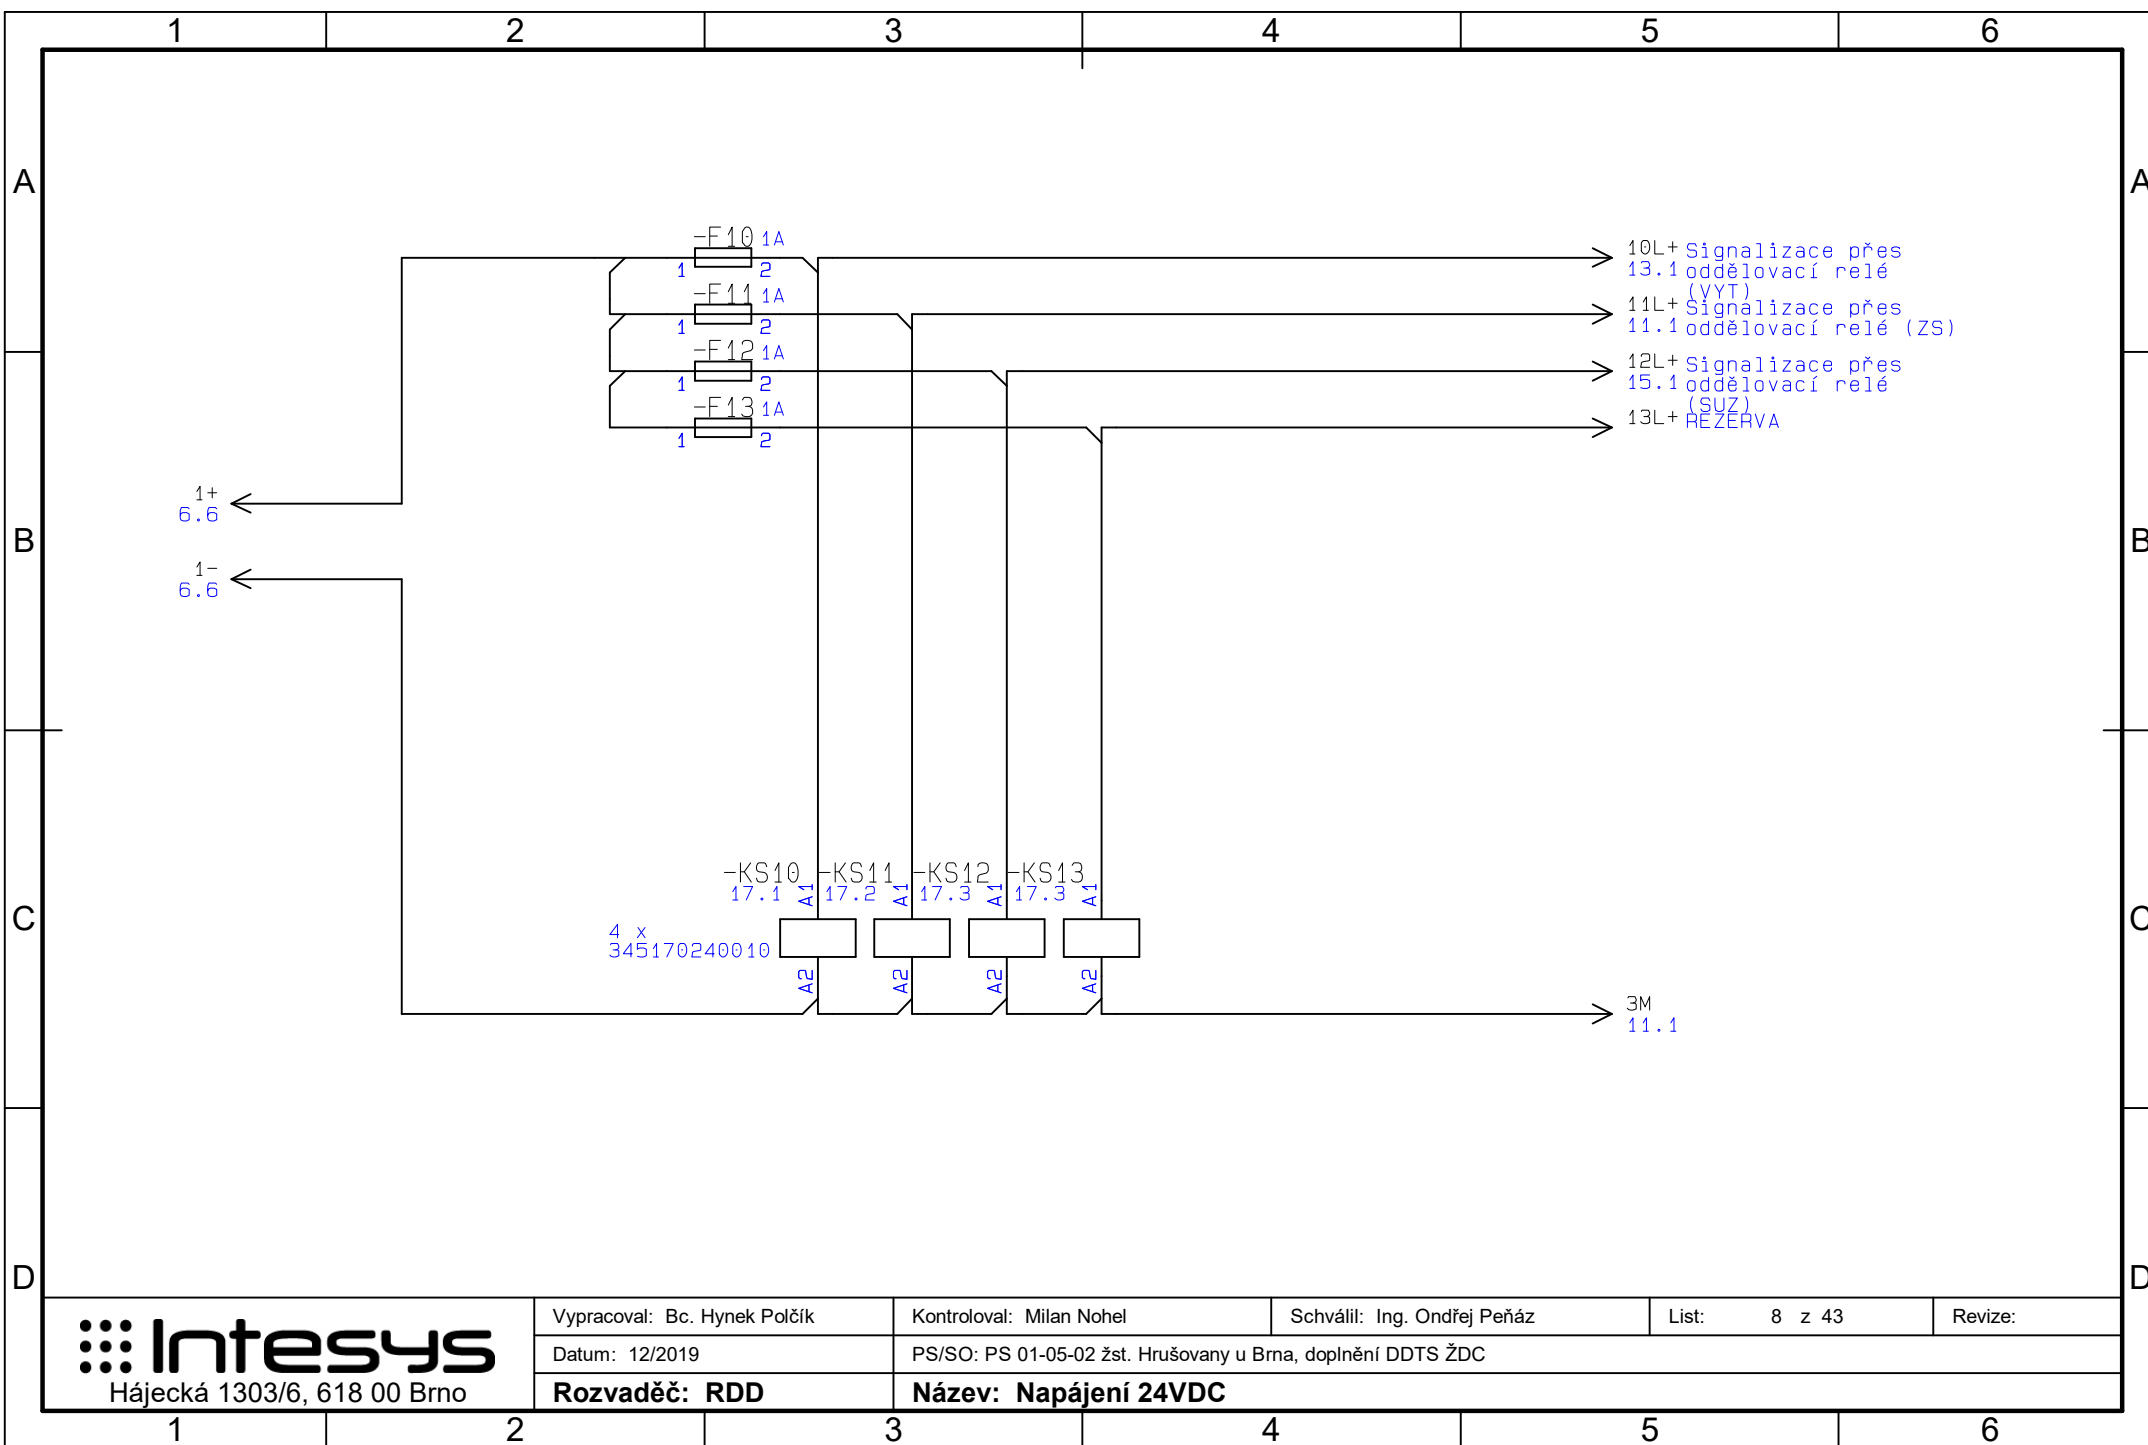 1 2 3 4 5 6
A A
-F10 1A
1 2
10L+ Signalizace přes
13.1 oddělovací relé
(VYT)
-F11 1A
1 2
11L+ Signalizace přes
11.1 oddělovací relé (ZS)
-F12 1A
1 2
12L+ Signalizace přes
15.1 oddělovací relé
(SUZ)
-F13 1A
1 2
13L+ REZERVA
1+
6.6
B B
1-
6.6
-KS10 -KS11 -KS12 -KS13
17.1 A1 17.2 A1 17.3 A1 17.3 A1
C C
4 x
345170240010
A2 A2 A2 A2
3M
11.1
D D
Vypracoval: Bc. Hynek Polčík Kontroloval: Milan Nohel Schválil: Ing. Ondřej Peňáz List: 8 z 43 Revize:
Intesys
Datum: 12/2019 PS/SO: PS 01-05-02 žst. Hrušovany u Brna, doplnění DDTS ŽDC
Hájecká 1303/6, 618 00 Brno
Rozvaděč: RDD Název: Napájení 24VDC
1 2 3 4 5 6